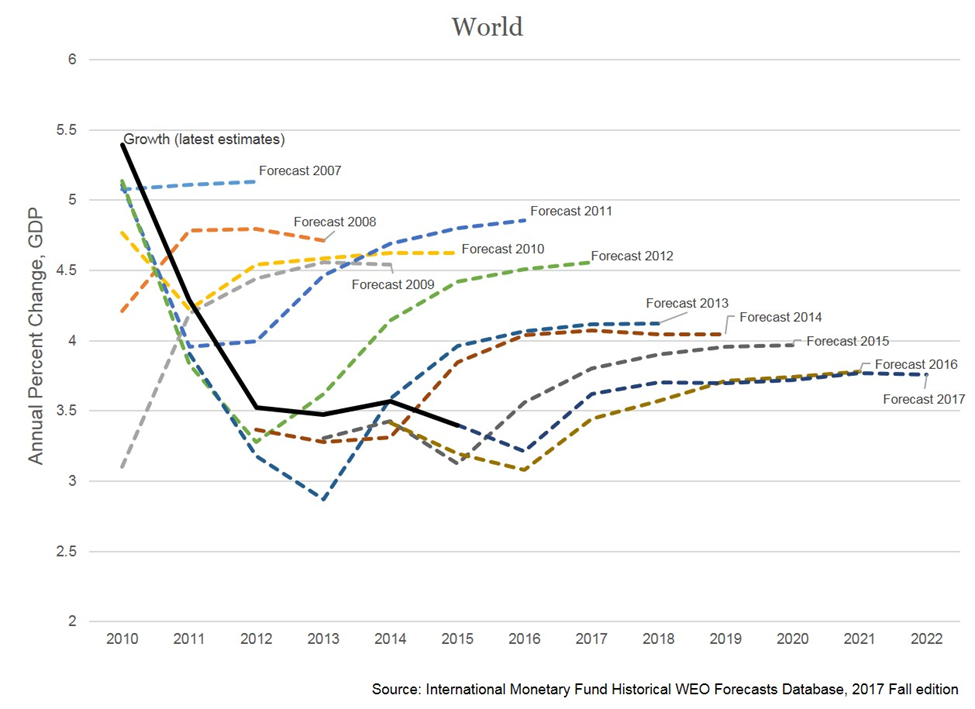 World
Annual Percent Change, GDP
6
5.5
5
4.5
4
3.5
3
2.5
2
Growth (latest estimates)
Forecast 2007
Forecast 2008
Forecast 2011
Forecast 2010
Forecast 2009
Forecast 2012
Forecast 2013
Forecast 2014
Forecast 2015
Forecast 2016
Forecast 2017
2010 2011 2012 2013 2014 2015 2016 2017 2018 2019 2020 2021 2022
Source: International Monetary Fund Historical WEO Forecasts Database, 2017 Fall edition